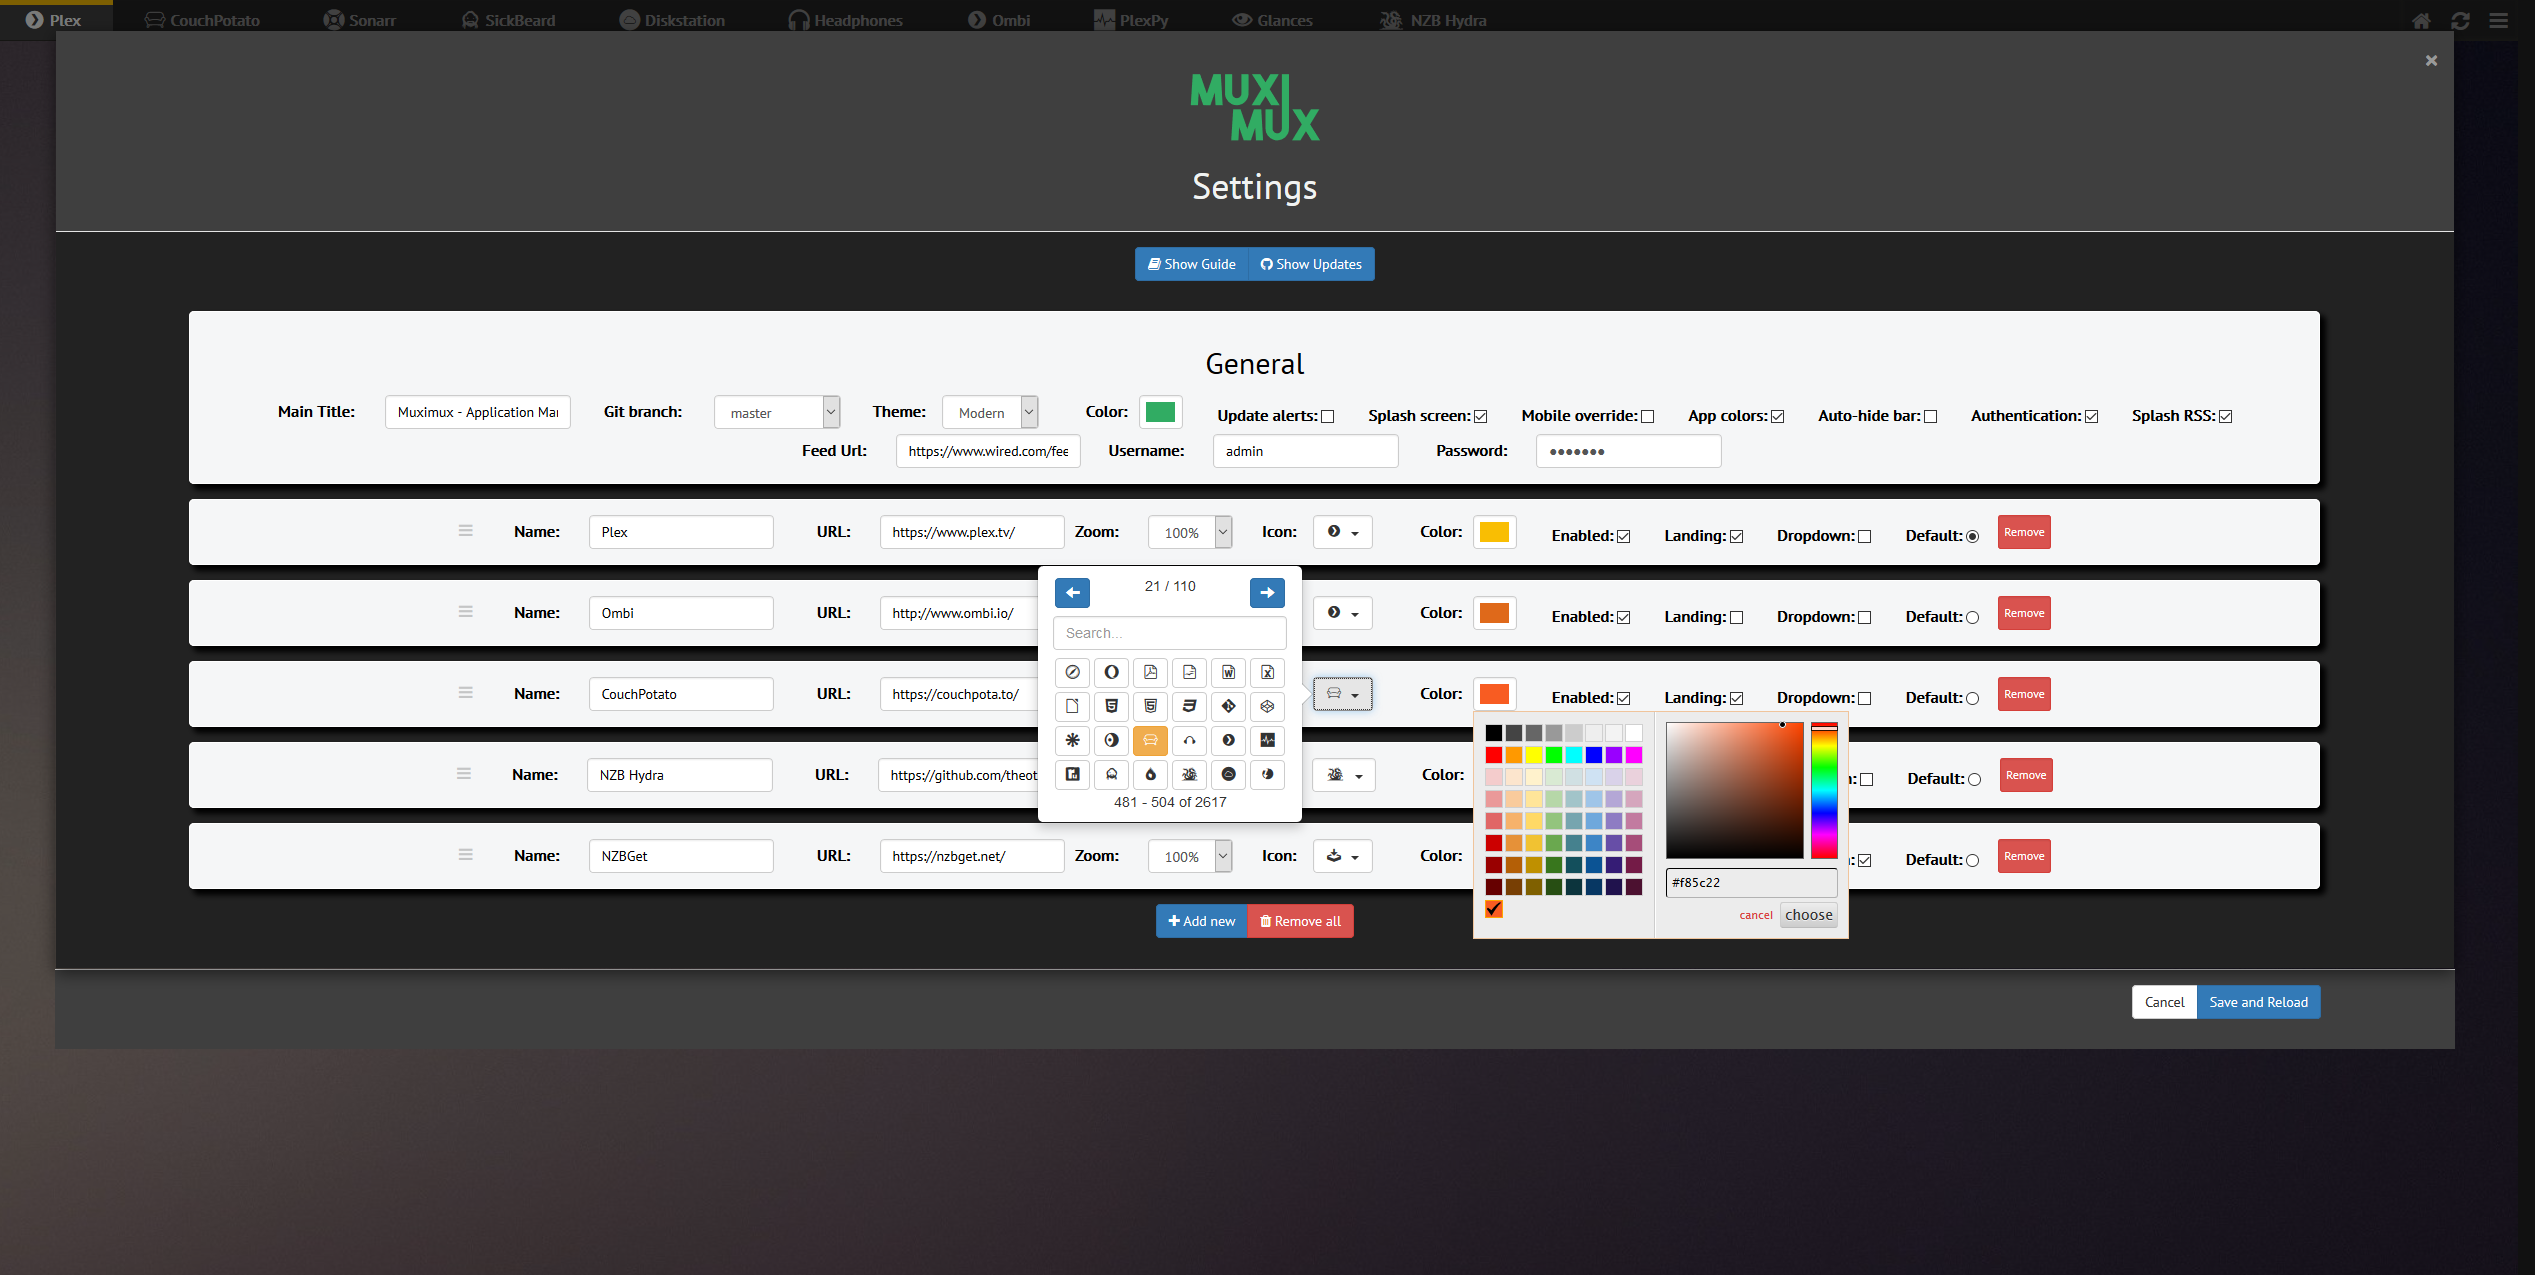 Plex CouchPotato Sonarr SickBeard Diskstation Headphones Ombi PlexPy Glances NZB Hydra
MUXI
MUX
Settings
Show Guide Show Updates
General
Main Title: Muximux - Application Mai Git branch: master Theme: Modern Color: Update alerts: Splash screen: Mobile override: App colors: Auto-hide bar: Authentication: Splash RSS:
Feed Url: https://www.wired.com/fee Username: admin Password: •••••••
Name: Plex URL: https://www.plex.tv/ Zoom: 100% Icon: Color: Enabled: Landing: Dropdown: Default: Remove
21 / 110
Name: Ombi URL: http://www.ombi.io/ Color: Enabled: Landing: Dropdown: Default: Remove
Search...
Name: CouchPotato URL: https://couchpota.to/ Color: Enabled: Landing: Dropdown: Default: Remove
Name: NZB Hydra URL: https://github.com/theot Color: Default: Remove
481 - 504 of 2617
Name: NZBGet URL: https://nzbget.net/ Zoom: 100% Icon: Color: Default: Remove
#f85c22
cancel choose
Add new Remove all
Cancel Save and Reload